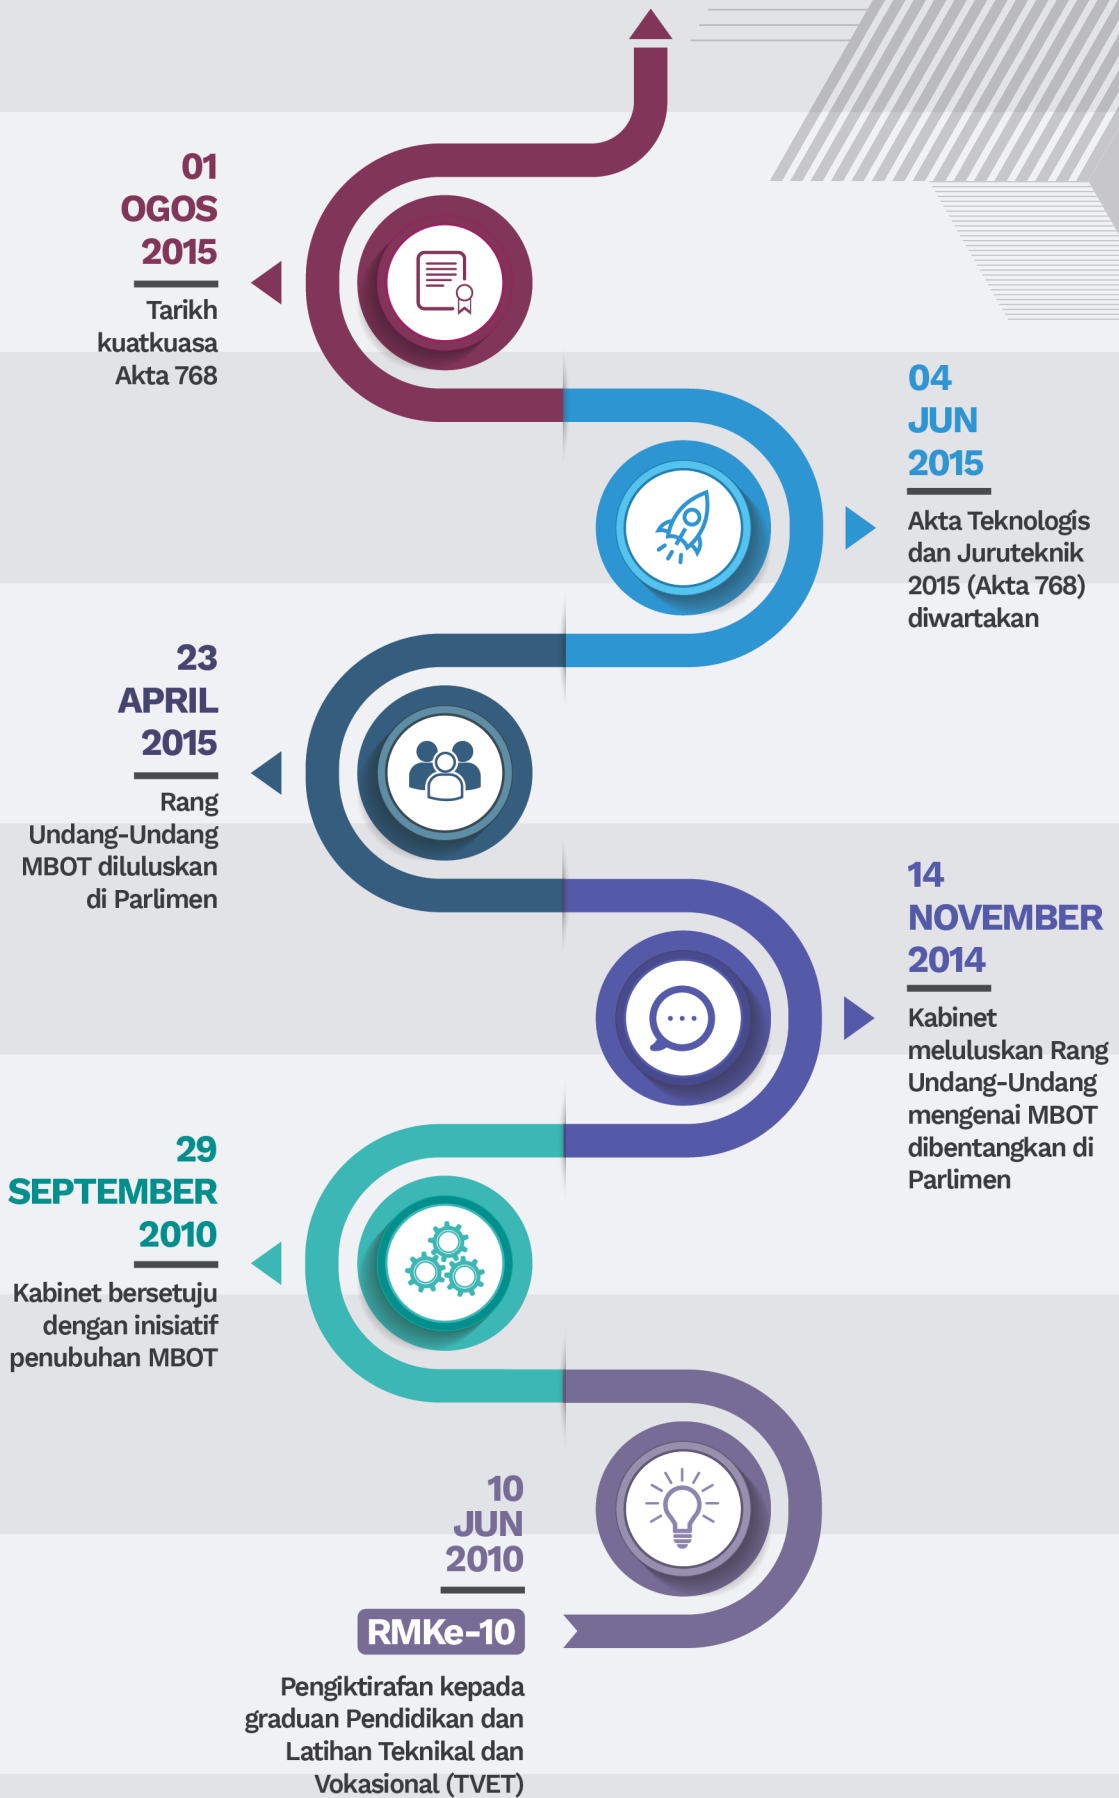 01
OGOS
2015
Tarikh
kuatkuasa
Akta 768
04
JUN
2015
Akta Teknologis
dan Juruteknik
2015 (Akta 768)
diwartakan
23
APRIL
2015
Rang
Undang-Undang
MBOT diluluskan
di Parlimen
14
NOVEMBER
2014
Kabinet
meluluskan Rang
Undang-Undang
mengenai MBOT
dibentangkan di
Parlimen
29
SEPTEMBER
2010
Kabinet bersetuju
dengan inisiatif
penubuhan MBOT
10
JUN
2010
RMKe-10
Pengiktirafan kepada
graduan Pendidikan dan
Latihan Teknikal dan
Vokasional (TVET)